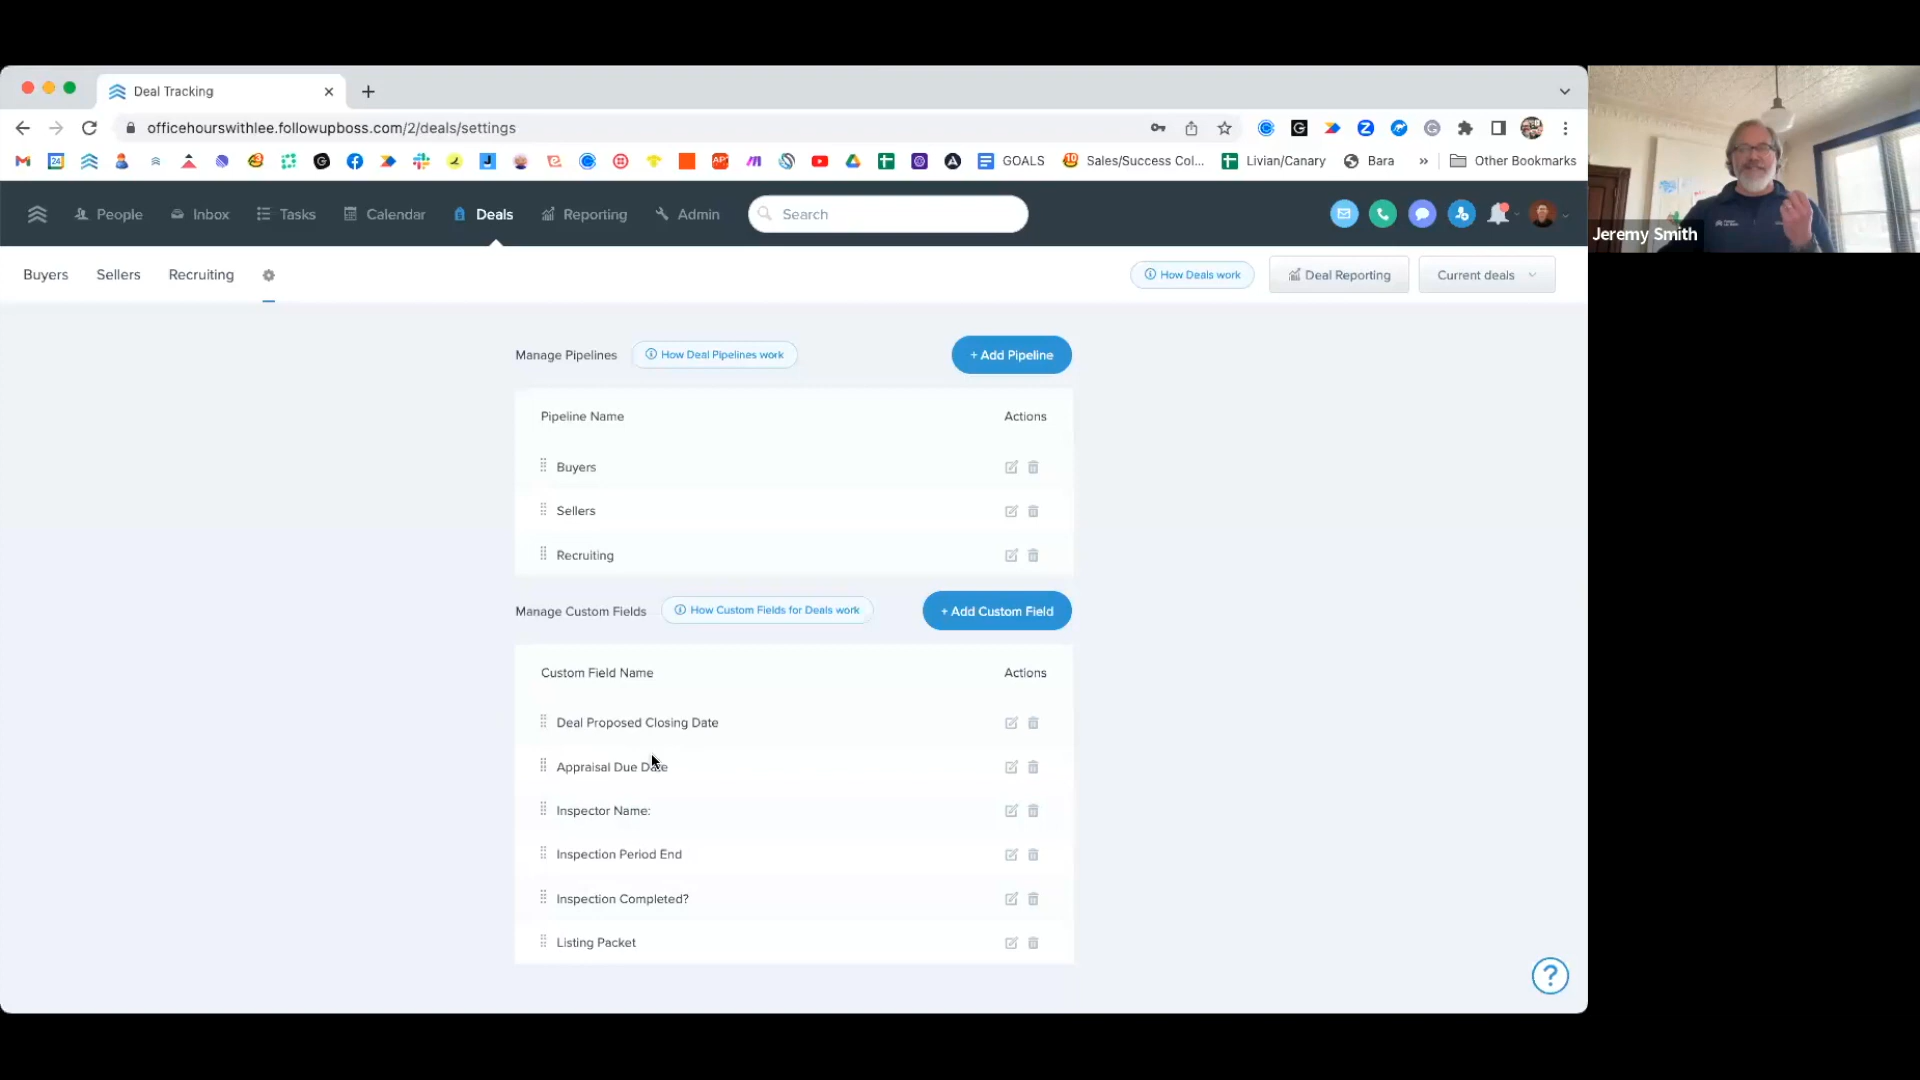 Deal Tracking
officehourswithlee.followupboss.com/2/deals/settings
GOALS
Sales/Success Col...
Livian/Canary
Bara
»
Other Bookmarks
People
Inbox
Tasks
Calendar
Deals
Reporting
Admin
Search
Jeremy Smith
Buyers
Sellers
Recruiting
How Deals work
Deal Reporting
Current deals
Manage Pipelines
How Deal Pipelines work
+ Add Pipeline
Pipeline Name
Actions
Buyers
Sellers
Recruiting
Manage Custom Fields
How Custom Fields for Deals work
+ Add Custom Field
Custom Field Name
Actions
Deal Proposed Closing Date
Appraisal Due Date
Inspector Name:
Inspection Period End
Inspection Completed?
Listing Packet
?